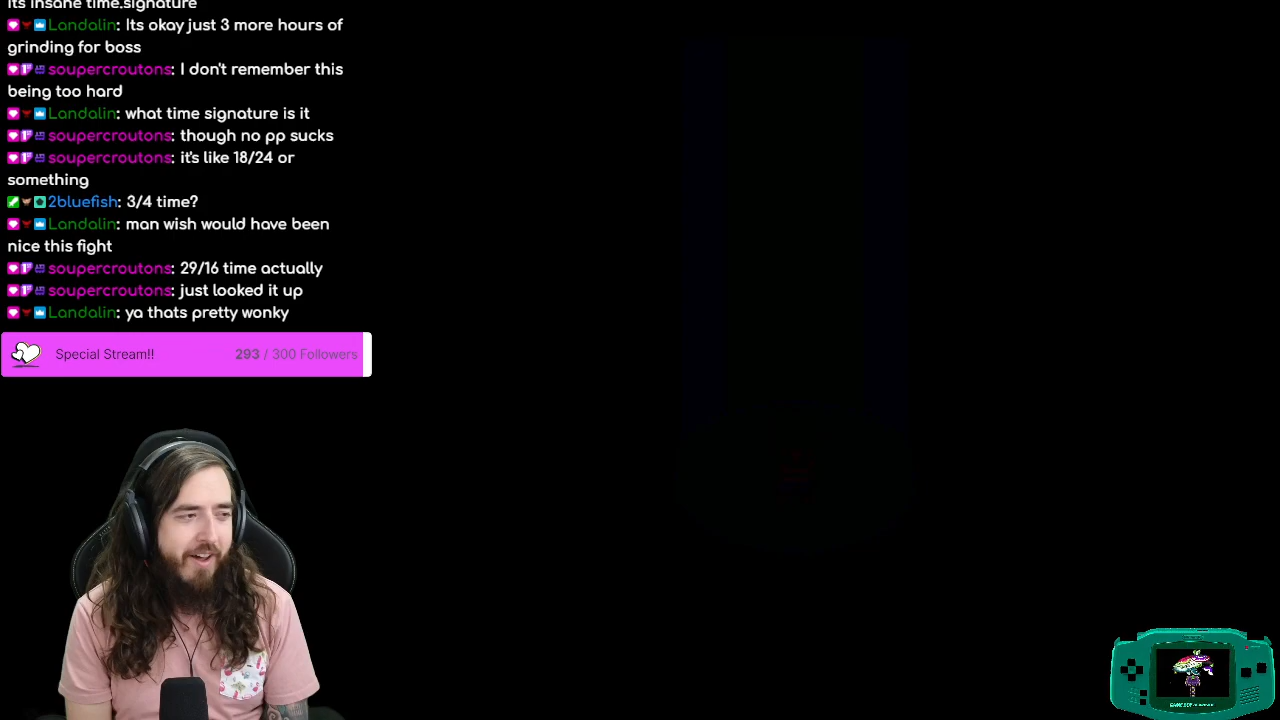 its insane time.signature
Landalin: Its okay just 3 more hours of
grinding for boss
soupercroutons: I don't remember this
being too hard
Landalin: what time signature is it
soupercroutons: though no pp sucks
soupercroutons: it's like 18/24 or
something
2bluefish: 3/4 time?
Landalin: man wish would have been
nice this fight
soupercroutons: 29/16 time actually
soupercroutons: just looked it up
Landalin: ya thats pretty wonky
Special Stream!! 293 / 300 Followers